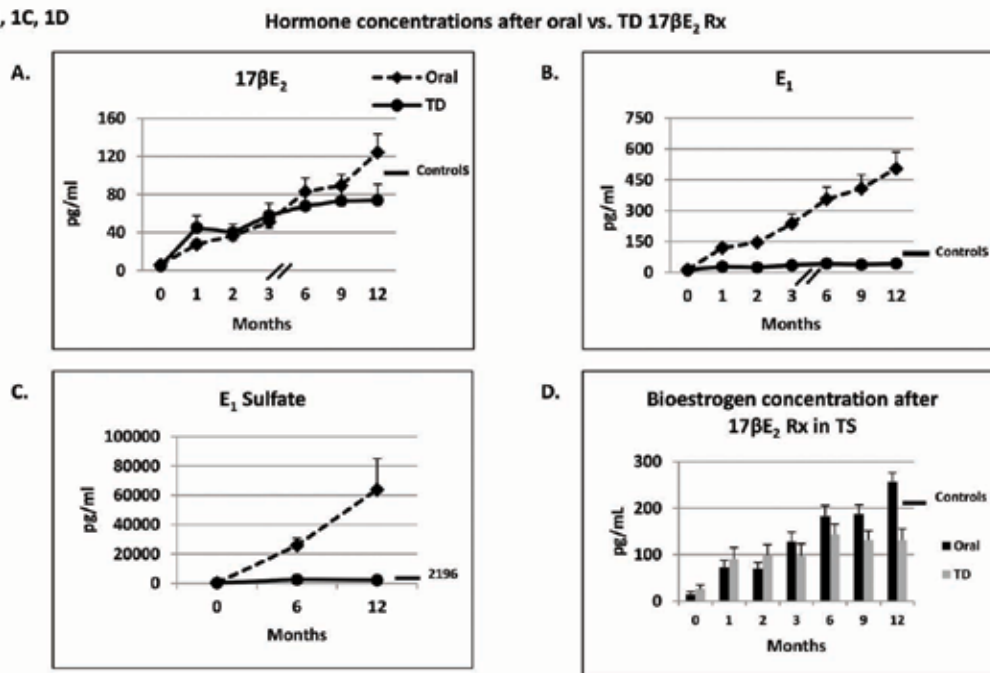 , 1C, 1D
Hormone concentrations after oral vs. TD 17βE₂ Rx
A.
17βE₂
Oral
TD
160
120
80
40
0
pg/ml
Controls
0 1 2 3 6 9 12
Months
B.
E₁
750
600
450
300
150
0
pg/ml
Controls
0 1 2 3 6 9 12
Months
C.
E₁ Sulfate
100000
80000
60000
40000
20000
0
pg/ml
2196
0 6 12
Months
D.
Bioestrogen concentration after
17βE₂ Rx in TS
300
200
100
0
pg/mL
Controls
Oral
TD
0 1 2 3 6 9 12
Months